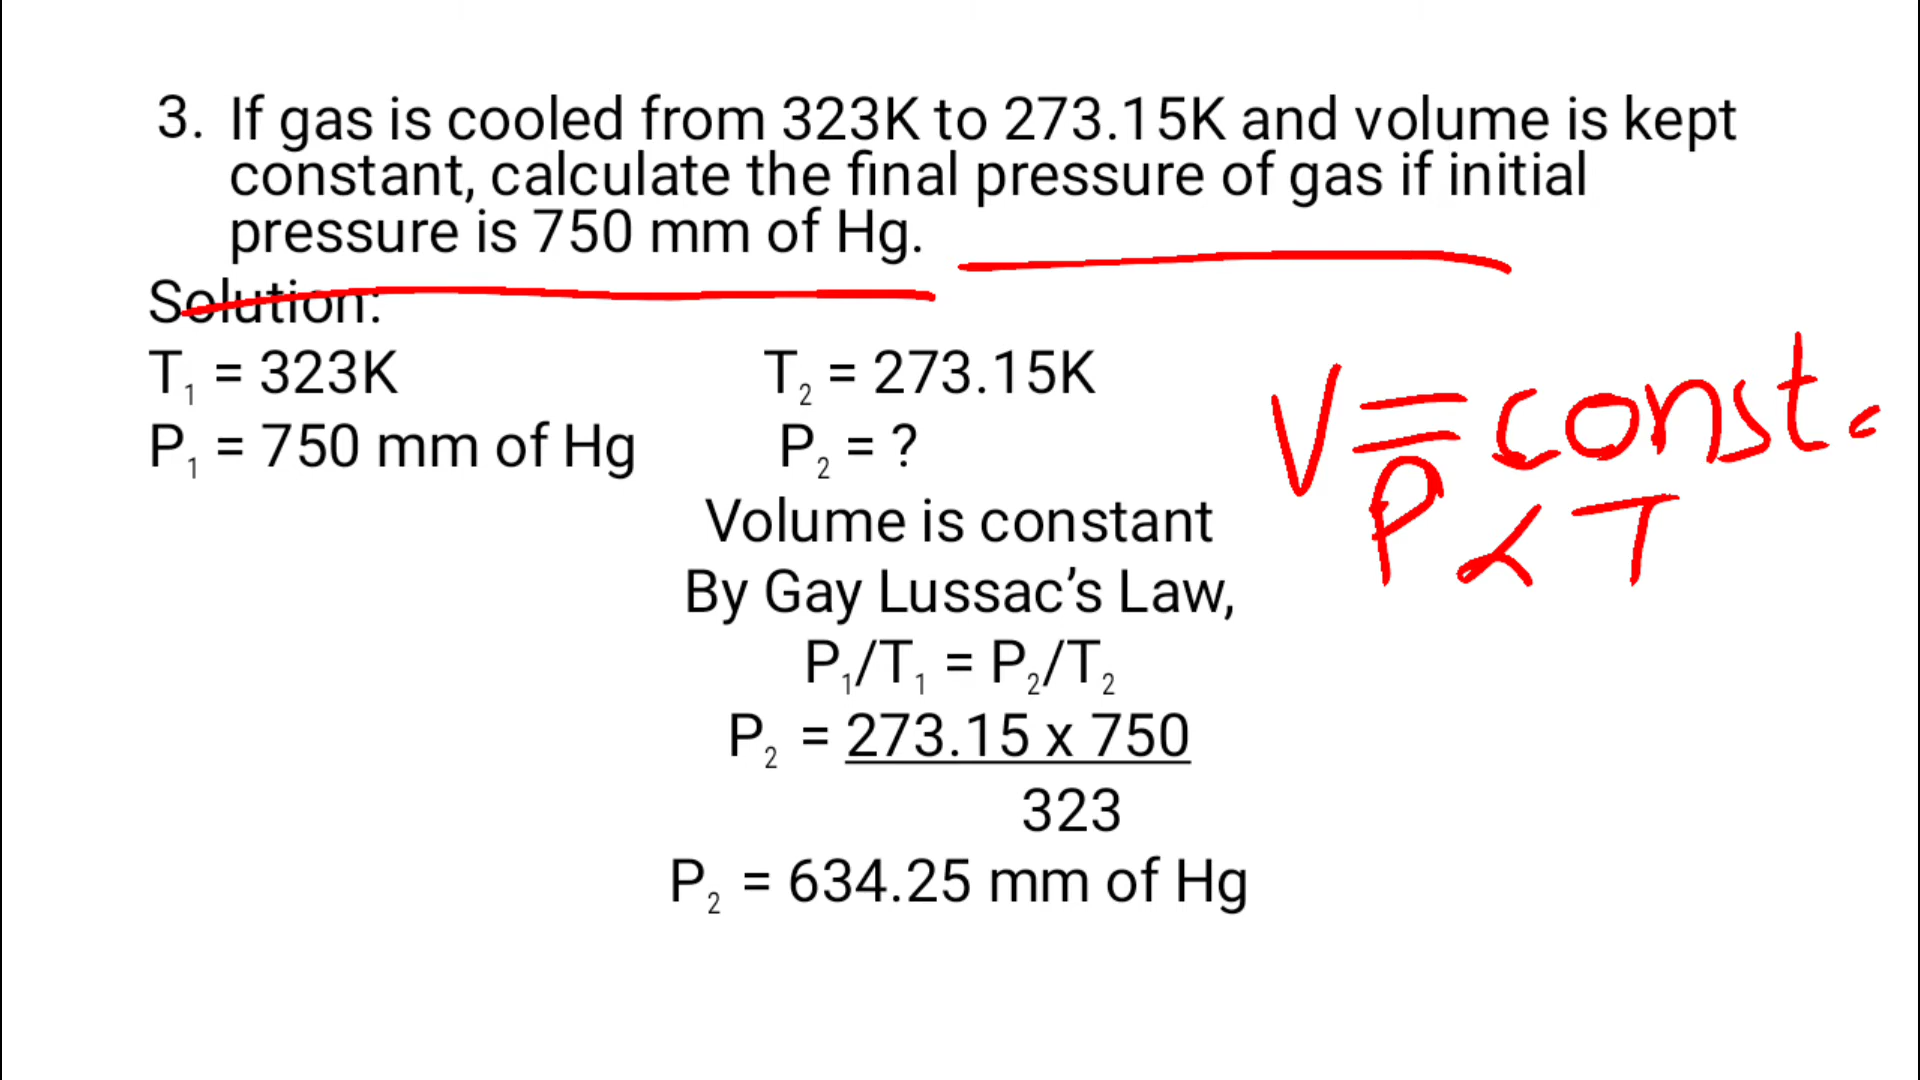 3. If gas is cooled from 323K to 273.15K and volume is kept
constant, calculate the final pressure of gas if initial
pressure is 750 mm of Hg.
Solution:
T₁ = 323K T₂ = 273.15K
P₁ = 750 mm of Hg P₂ = ?
V = const.
P ∝ T
Volume is constant
By Gay Lussac’s Law,
P₁/T₁ = P₂/T₂
P₂ = 273.15 x 750
323
P₂ = 634.25 mm of Hg